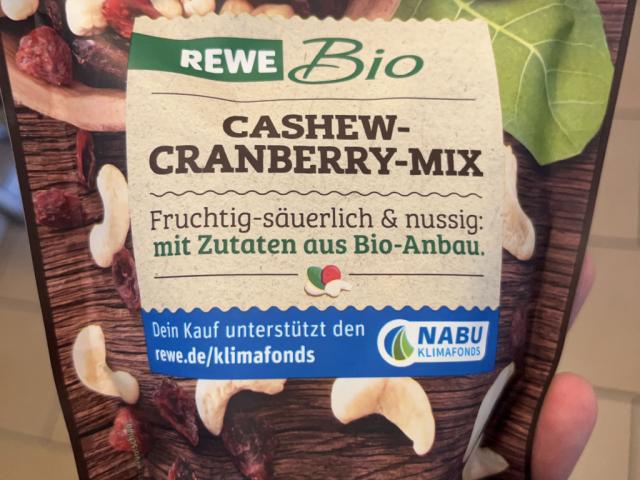 REWE Bio
CASHEW-
CRANBERRY-MIX
Fruchtig-säuerlich & nussig:
mit Zutaten aus Bio-Anbau.
Dein Kauf unterstützt den
rewe.de/klimafonds
NABU
KLIMAFONDS